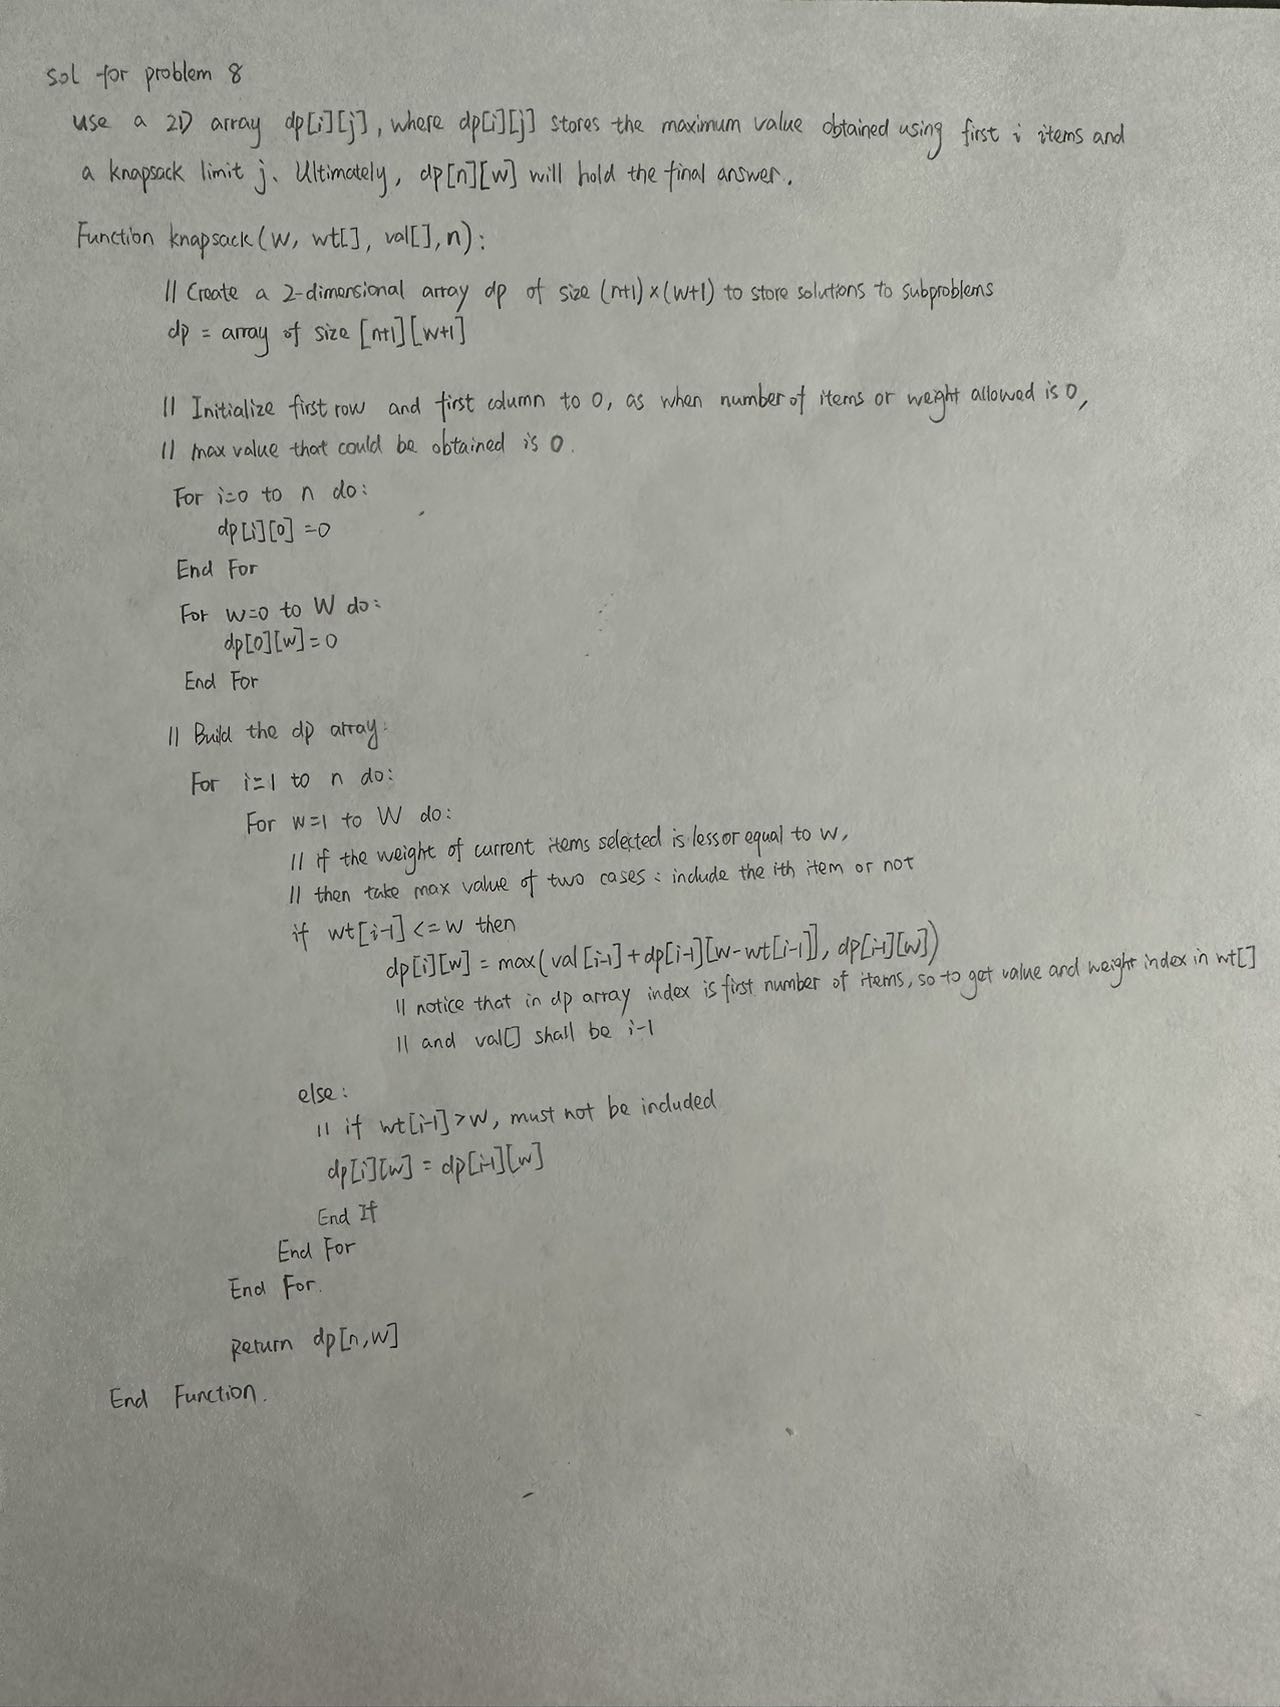 sol for problem 8
use a 2D array dp[i][j], where dp[i][j] stores the maximum value obtained using first i items and
a knapsack limit j. Ultimately, dp[n][w] will hold the final answer.
Function knapsack(W, wt[], val[], n):
// Create a 2-dimensional array dp of size (n+1)×(w+1) to store solutions to subproblems
dp = array of size [n+1][w+1]
// Initialize first row and first column to 0, as when number of items or weight allowed is 0,
// max value that could be obtained is 0.
For i=0 to n do:
dp[i][0]=0
End For
For w=0 to W do:
dp[0][w]=0
End For
// Build the dp array:
For i=1 to n do:
For w=1 to W do:
// if the weight of current items selected is less or equal to w,
// then take max value of two cases: include the ith item or not
if wt[i-1]<=w then
dp[i][w] = max(val[i-1]+dp[i-1][w-wt[i-1]], dp[i-1][w])
// notice that in dp array index is first number of items, so to get value and weight index in wt[]
// and val[] shall be i-1
else:
// if wt[i-1]>w, must not be included
dp[i][w] = dp[i-1][w]
End If
End For
End For.
Return dp[n,w]
End Function.